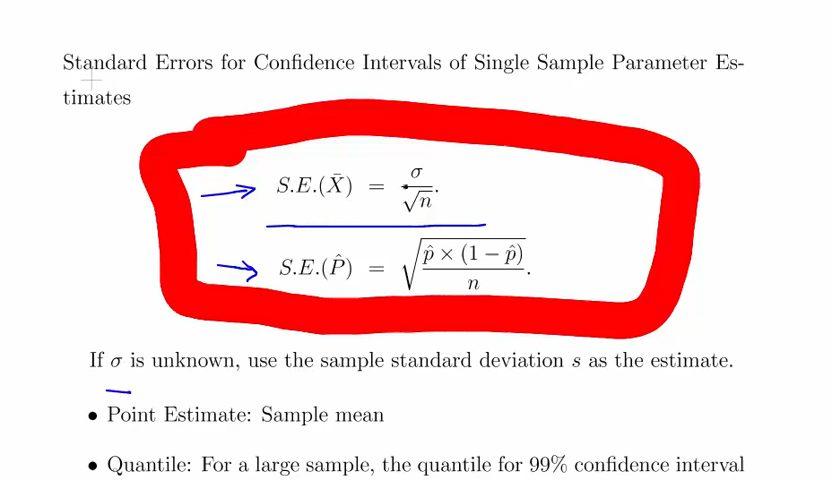 Standard Errors for Confidence Intervals of Single Sample Parameter Es-
timates
S.E.(X̄) = σ/√n.
S.E.(P̂) = √(p̂ × (1 − p̂)/n).
If σ is unknown, use the sample standard deviation s as the estimate.
• Point Estimate: Sample mean
• Quantile: For a large sample, the quantile for 99% confidence interval